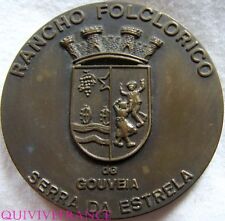 RANCHO FOLCLORICO
DE
GOUVEIA
SERRA DA ESTRELA
QUIVIVEFRANCE